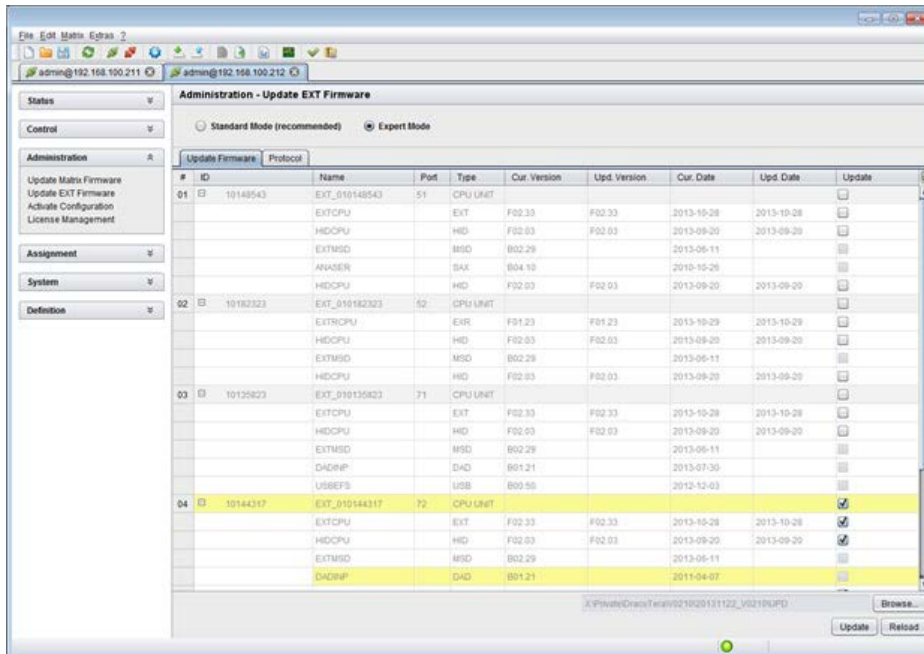 File Edit Matrix Extras ?
admin@192.168.100.211 admin@192.168.100.212
Status
Control
Administration
Update Matrix Firmware
Update EXT Firmware
Activate Configuration
License Management
Assignment
System
Definition
Administration - Update EXT Firmware
Standard Mode (recommended) Expert Mode
Update Firmware Protocol
# ID Name Port Type Cur. Version Upd. Version Cur. Date Upd. Date Update
01 10148543 EXT_010148543 51 CPU UNIT
EXTCPU EXT F02.33 F02.33 2013-10-28 2013-10-28
HIDCPU HID F02.03 F02.03 2013-09-20 2013-09-20
EXTMSD MSD B02.29 2013-06-11
ANASER SAX B04.10 2010-10-26
HIDCPU HID F02.03 F02.03 2013-09-20 2013-09-20
02 10182323 EXT_010182323 52 CPU UNIT
EXTRCPU EXR F01.23 F01.23 2013-10-29 2013-10-29
HIDCPU HID F02.03 F02.03 2013-09-20 2013-09-20
EXTMSD MSD B02.29 2013-06-11
HIDCPU HID F02.03 F02.03 2013-09-20 2013-09-20
03 10135823 EXT_010135823 71 CPU UNIT
EXTCPU EXT F02.33 F02.33 2013-10-28 2013-10-28
HIDCPU HID F02.03 F02.03 2013-09-20 2013-09-20
EXTMSD MSD B02.29 2013-06-11
DADINP DAD B01.21 2013-07-30
USBEFS USB B00.50 2012-12-03
04 10144317 EXT_010144317 72 CPU UNIT
EXTCPU EXT F02.33 F02.33 2013-10-28 2013-10-28
HIDCPU HID F02.03 F02.03 2013-09-20 2013-09-20
EXTMSD MSD B02.29 2013-06-11
DADINP DAD B01.21 2011-04-07
Browse...
Update Reload